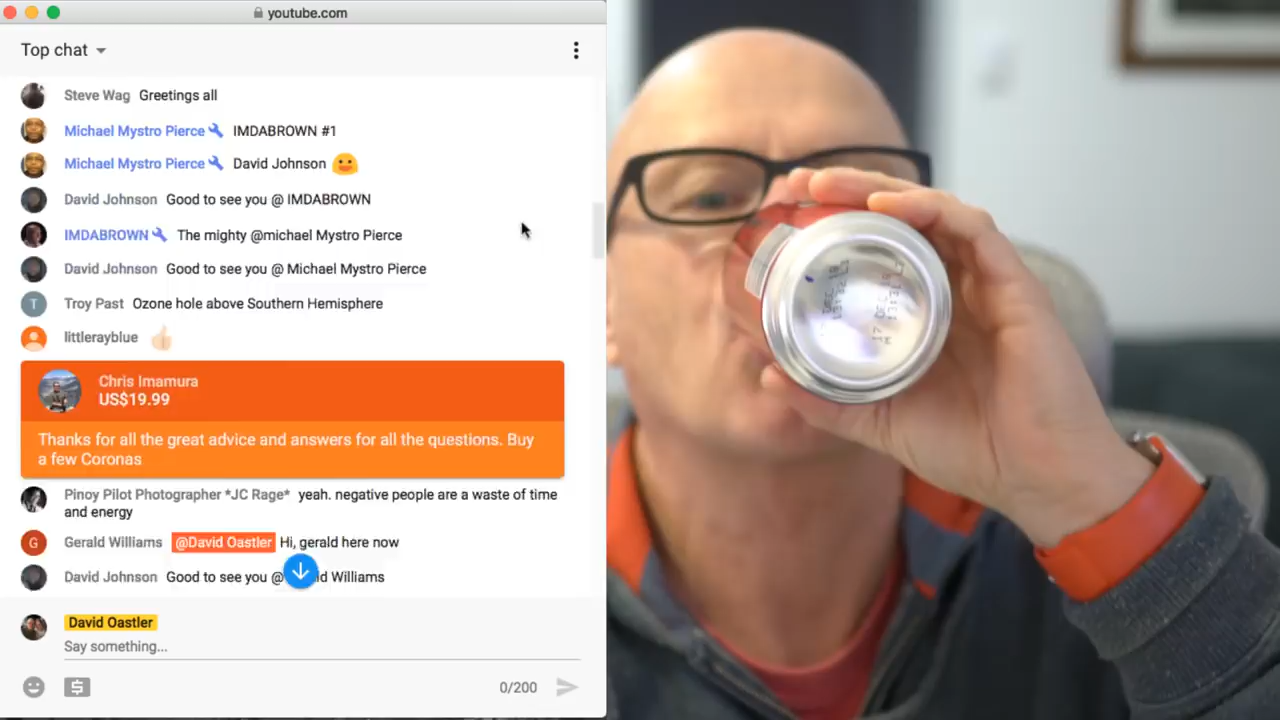 youtube.com
Top chat
Steve Wag Greetings all
Michael Mystro Pierce IMDABROWN #1
Michael Mystro Pierce David Johnson
David Johnson Good to see you @ IMDABROWN
IMDABROWN The mighty @michael Mystro Pierce
David Johnson Good to see you @ Michael Mystro Pierce
T Troy Past Ozone hole above Southern Hemisphere
littlerayblue
Chris Imamura
US$19.99
Thanks for all the great advice and answers for all the questions. Buy
a few Coronas
Pinoy Pilot Photographer *JC Rage* yeah. negative people are a waste of time
and energy
G Gerald Williams @David Oastler Hi, gerald here now
David Johnson Good to see you @ d Williams
David Oastler
Say something...
0/200